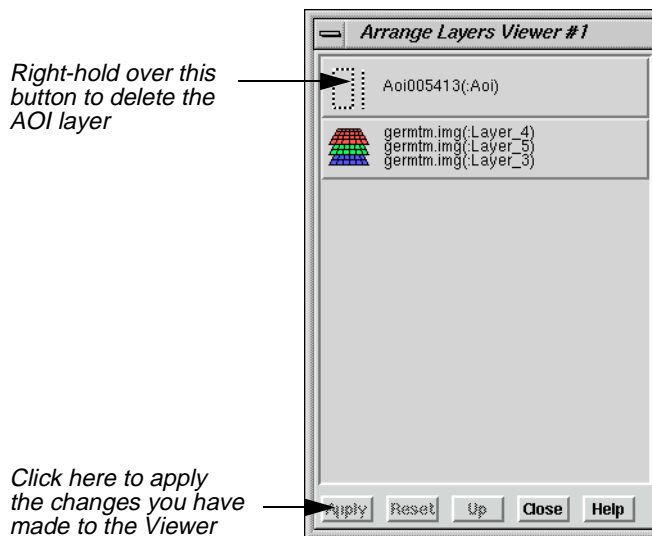 Arrange Layers Viewer #1
Right-hold over this
button to delete the
AOI layer
Aoi005413(:Aoi)
germtm.img(:Layer_4)
germtm.img(:Layer_5)
germtm.img(:Layer_3)
Click here to apply
the changes you have
made to the Viewer
Apply Reset Up Close Help